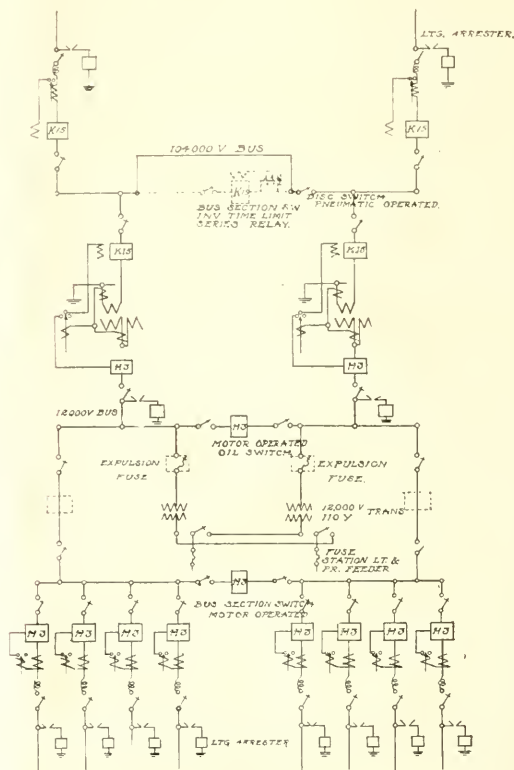 LTG. ARRESTER.
K15
K15
104000 V BUS
BUS SECTION SW
INV TIME LIMIT
SERIES RELAY.
DISC SWITCH
PNEUMATIC OPERATED.
K15
K15
H3
H3
12000V BUS
H3
MOTOR OPERATED
OIL SWITCH
EXPULSION
FUSE
EXPULSION
FUSE.
12,000 V
110 V
TRANS
FUSE
STATION LT. &
PR. FEEDER
H3
BUS SECTION SWITCH
MOTOR OPERATED
H3 H3 H3 H3 H3 H3 H3 H3
LTG ARRESTER